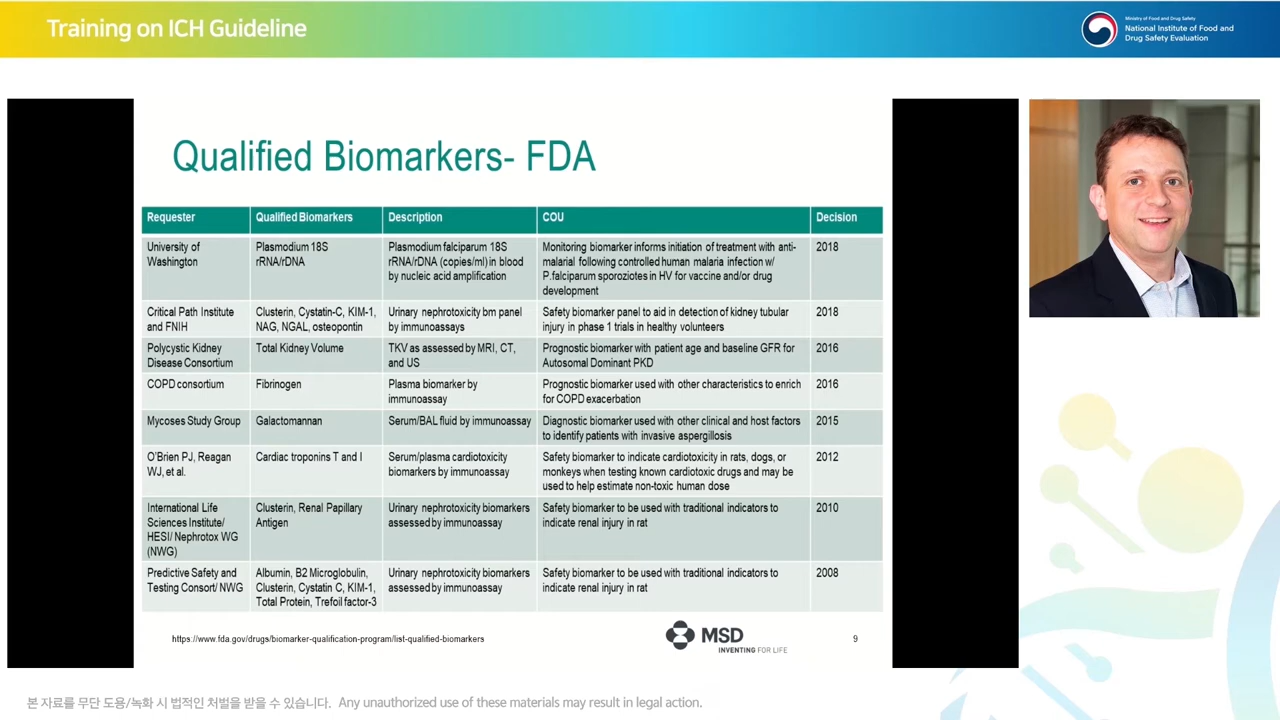 Training on ICH Guideline
Ministry of Food and Drug Safety
National Institute of Food and
Drug Safety Evaluation
Qualified Biomarkers- FDA
Requester
Qualified Biomarkers
Description
COU
Decision
University of
Washington
Plasmodium 18S
rRNA/rDNA
Plasmodium falciparum 18S
rRNA/rDNA (copies/ml) in blood
by nucleic acid amplification
Monitoring biomarker informs initiation of treatment with anti-
malarial following controlled human malaria infection w/
P.falciparum sporoziotes in HV for vaccine and/or drug
development
2018
Critical Path Institute
and FNIH
Clusterin, Cystatin-C, KIM-1,
NAG, NGAL, osteopontin
Urinary nephrotoxicity bm panel
by immunoassays
Safety biomarker panel to aid in detection of kidney tubular
injury in phase 1 trials in healthy volunteers
2018
Polycystic Kidney
Disease Consortium
Total Kidney Volume
TKV as assessed by MRI, CT,
and US
Prognostic biomarker with patient age and baseline GFR for
Autosomal Dominant PKD
2016
COPD consortium
Fibrinogen
Plasma biomarker by
immunoassay
Prognostic biomarker used with other characteristics to enrich
for COPD exacerbation
2016
Mycoses Study Group
Galactomannan
Serum/BAL fluid by immunoassay
Diagnostic biomarker used with other clinical and host factors
to identify patients with invasive aspergillosis
2015
O'Brien PJ, Reagan
WJ, et al.
Cardiac troponins T and I
Serum/plasma cardiotoxicity
biomarkers by immunoassay
Safety biomarker to indicate cardiotoxicity in rats, dogs, or
monkeys when testing known cardiotoxic drugs and may be
used to help estimate non-toxic human dose
2012
International Life
Sciences Institute/
HESI/ Nephrotox WG
(NWG)
Clusterin, Renal Papillary
Antigen
Urinary nephrotoxicity biomarkers
assessed by immunoassay
Safety biomarker to be used with traditional indicators to
indicate renal injury in rat
2010
Predictive Safety and
Testing Consort/ NWG
Albumin, B2 Microglobulin,
Clusterin, Cystatin C, KIM-1,
Total Protein, Trefoil factor-3
Urinary nephrotoxicity biomarkers
assessed by immunoassay
Safety biomarker to be used with traditional indicators to
indicate renal injury in rat
2008
https://www.fda.gov/drugs/biomarker-qualification-program/list-qualified-biomarkers
MSD
INVENTING FOR LIFE
9
본 자료를 무단 도용/녹화 시 법적인 처벌을 받을 수 있습니다. Any unauthorized use of these materials may result in legal action.